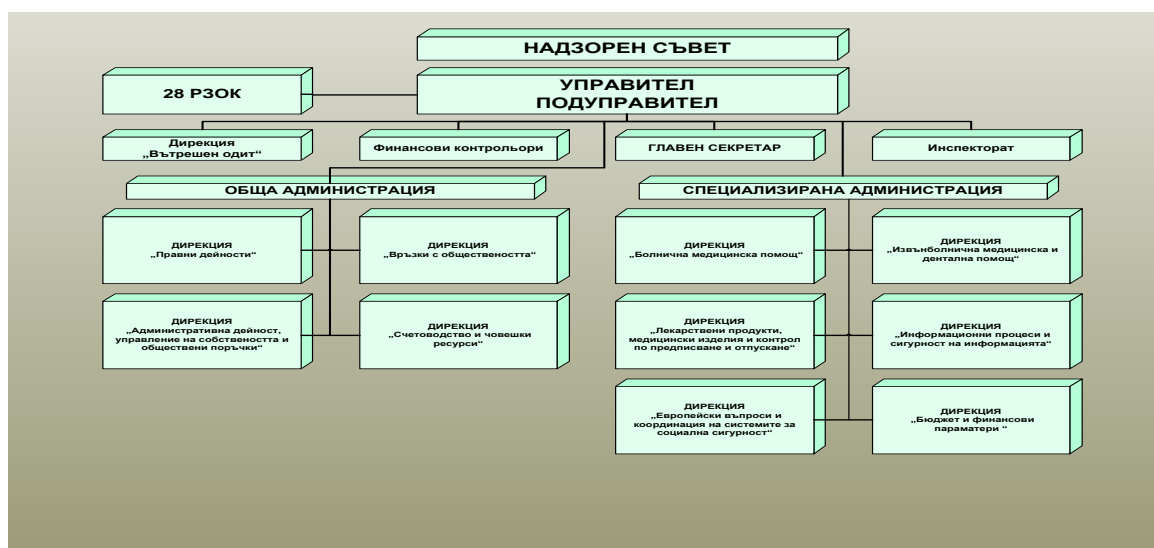 НАДЗОРЕН СЪВЕТ
28 РЗОК
УПРАВИТЕЛ
ПОДУПРАВИТЕЛ
Дирекция
„Вътрешен одит“
Финансови контрольори
ГЛАВЕН СЕКРЕТАР
Инспекторат
ОБЩА АДМИНИСТРАЦИЯ
СПЕЦИАЛИЗИРАНА АДМИНИСТРАЦИЯ
ДИРЕКЦИЯ
„Правни дейности“
ДИРЕКЦИЯ
„Връзки с обществеността“
ДИРЕКЦИЯ
„Болнична медицинска помощ“
ДИРЕКЦИЯ
„Извънболнична медицинска и
дентална помощ“
ДИРЕКЦИЯ
„Административна дейност,
управление на собствеността и
обществени поръчки“
ДИРЕКЦИЯ
„Счетоводство и човешки
ресурси“
ДИРЕКЦИЯ
„Лекарствени продукти,
медицински изделия и контрол
по предписване и отпускане“
ДИРЕКЦИЯ
„Информационни процеси и
сигурност на информацията“
ДИРЕКЦИЯ
„Европейски въпроси и
координация на системите за
социална сигурност“
ДИРЕКЦИЯ
„Бюджет и финансови
параматери “